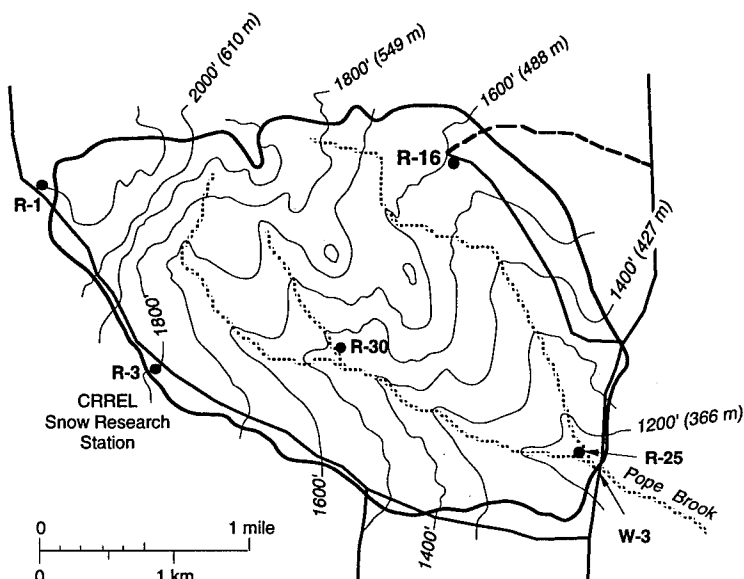 2000' (610 m)
1800' (549 m)
1600' (488 m)
R-16
R-1
1400' (427 m)
1800'
R-30
R-3
CRREL
Snow Research
Station
1200' (366 m)
R-25
Pope Brook
1600'
1400'
W-3
0 1 mile
0 1 km